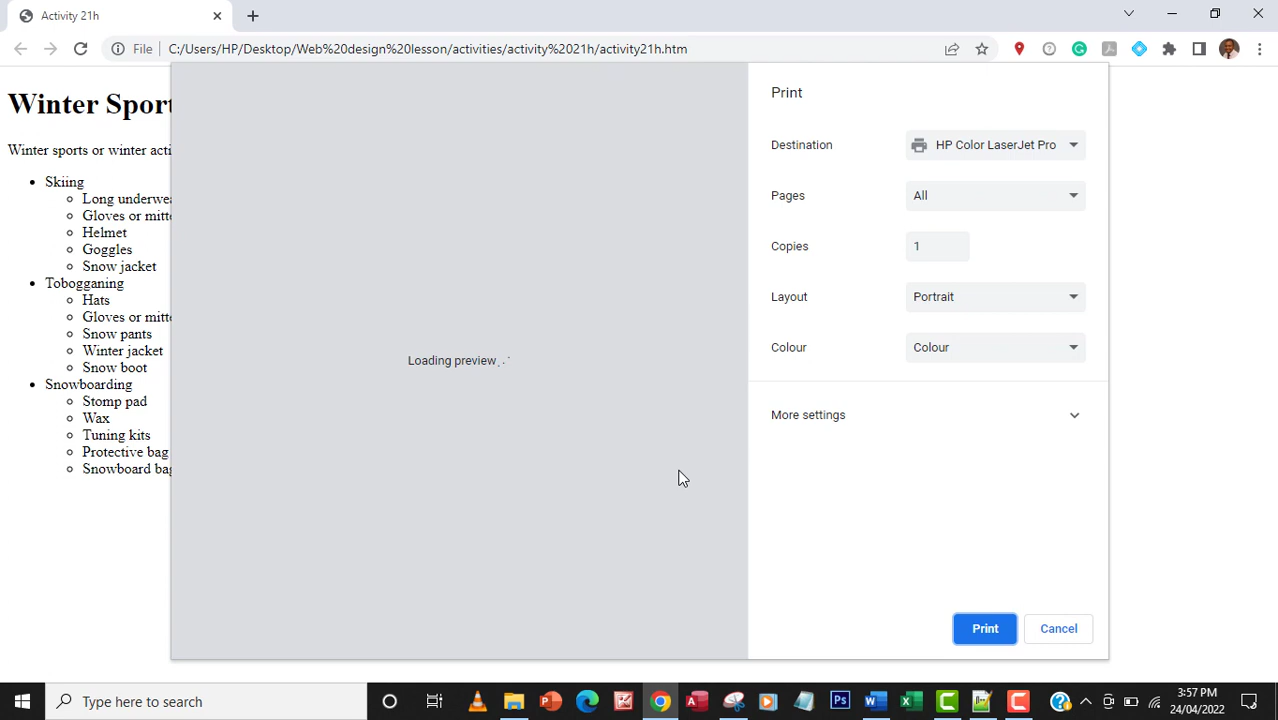 Activity 21h
File
C:/Users/HP/Desktop/Web%20design%20lesson/activities/activity%2021h/activity21h.htm
Winter Sport
Winter sports or winter acti
Skiing
Long underwea
Gloves or mitte
Helmet
Goggles
Snow jacket
Tobogganing
Hats
Gloves or mitte
Snow pants
Winter jacket
Snow boot
Snowboarding
Stomp pad
Wax
Tuning kits
Protective bag
Snowboard bag
Loading preview
Print
Destination HP Color LaserJet Pro
Pages All
Copies 1
Layout Portrait
Colour Colour
More settings
Print Cancel
Type here to search
3:57 PM
24/04/2022